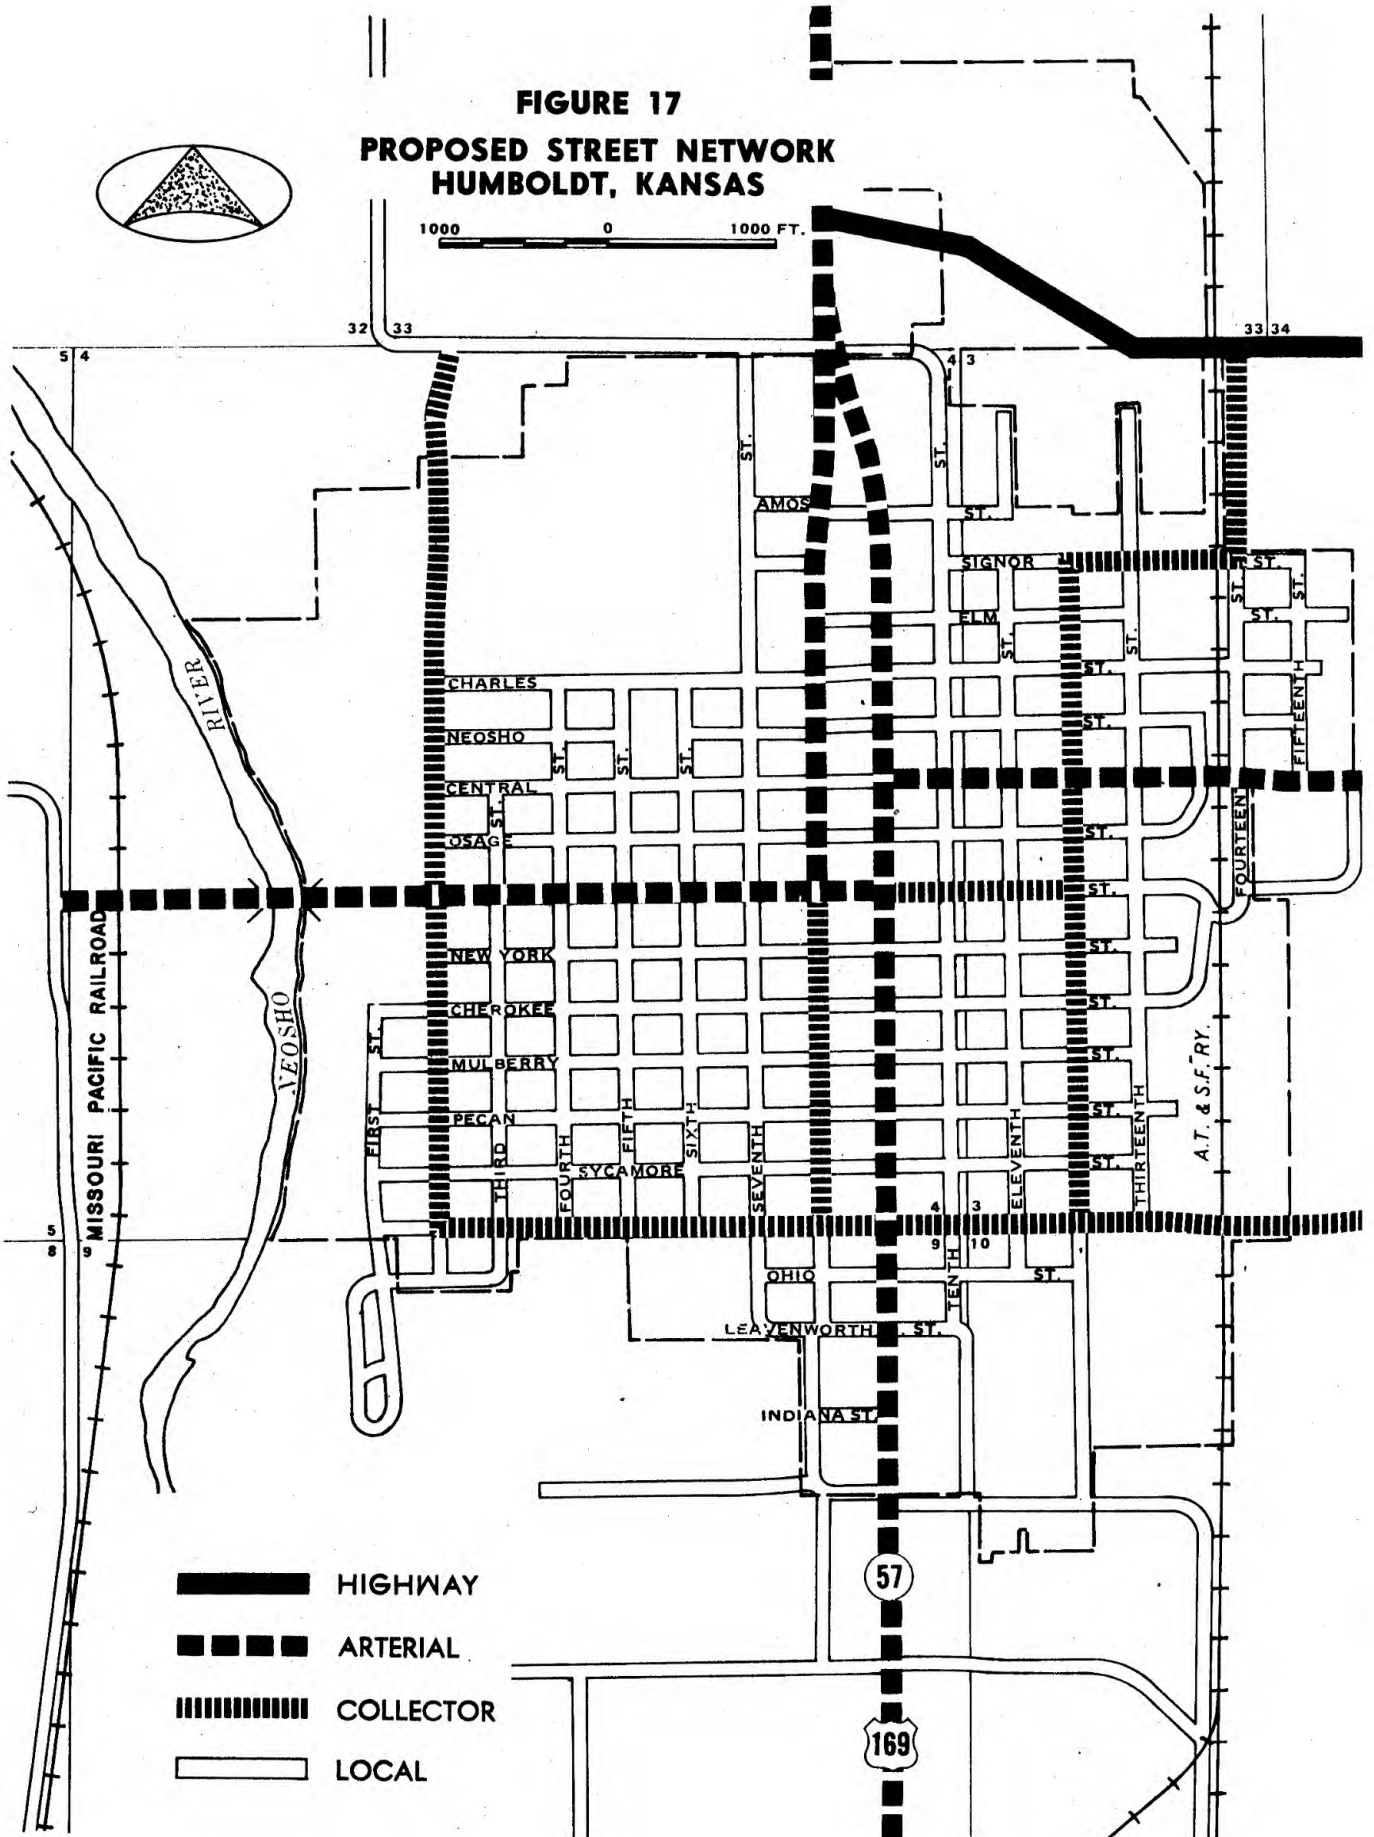 FIGURE 17
PROPOSED STREET NETWORK
HUMBOLDT, KANSAS
1000 0 1000 FT.
32 33
33 34
5 4
4 3
ST.
ST.
AMOS
ST.
SIGNOR
ST.
ST.
ST.
ELM
ST.
ST.
ST.
RIVER
CHARLES
ST.
FIFTEENTH
NEOSHO
ST.
ST.
ST.
ST.
CENTRAL
ST.
OSAGE
ST.
FOURTEENT
ST.
MISSOURI PACIFIC RAILROAD
NEW YORK
ST.
NEOSHO
CHEROKEE
ST.
ST.
FIRST
MULBERRY
ST.
A.T. & S.F. RY.
PECAN
ST.
THIRD
FOURTH
FIFTH
SIXTH
SEVENTH
ELEVENTH
THIRTEENTH
SYCAMORE
ST.
5
8 9
4 3
9 10
OHIO
TENTH
ST.
LEAVENWORTH ST.
INDIANA ST.
57
169
HIGHWAY
ARTERIAL
COLLECTOR
LOCAL